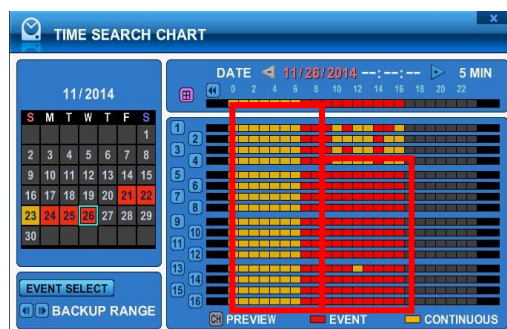 TIME SEARCH CHART
×
11/2014
S M T W T F S
1
2 3 4 5 6 7 8
9 10 11 12 13 14 15
16 17 18 19 20 21 22
23 24 25 26 27 28 29
30
EVENT SELECT
BACKUP RANGE
DATE 11/26/2014 --:--:-- 5 MIN
0 2 4 6 8 10 12 14 16 18 20 22
1
2
3
4
5
6
7
8
9
10
11
12
13
14
15
16
CH PREVIEW EVENT CONTINUOUS